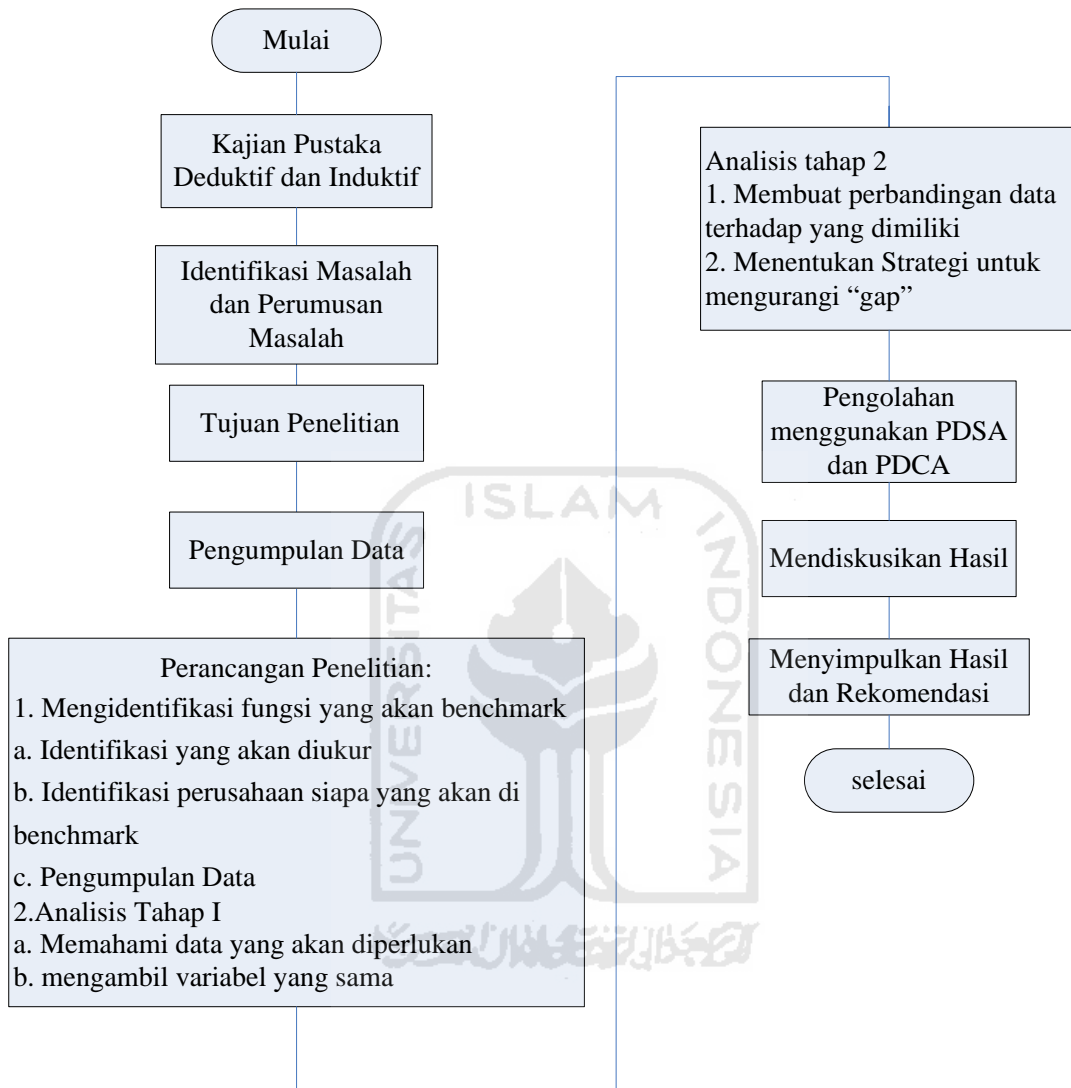 Mulai
Kajian Pustaka
Deduktif dan Induktif
Identifikasi Masalah
dan Perumusan
Masalah
Tujuan Penelitian
Pengumpulan Data
Perancangan Penelitian:
1. Mengidentifikasi fungsi yang akan benchmark
a. Identifikasi yang akan diukur
b. Identifikasi perusahaan siapa yang akan di
benchmark
c. Pengumpulan Data
2.Analisis Tahap I
a. Memahami data yang akan diperlukan
b. mengambil variabel yang sama
Analisis tahap 2
1. Membuat perbandingan data
terhadap yang dimiliki
2. Menentukan Strategi untuk
mengurangi “gap”
Pengolahan
menggunakan PDSA
dan PDCA
Mendiskusikan Hasil
Menyimpulkan Hasil
dan Rekomendasi
selesai
UNIVERSITAS
ISLAM
INDONESIA